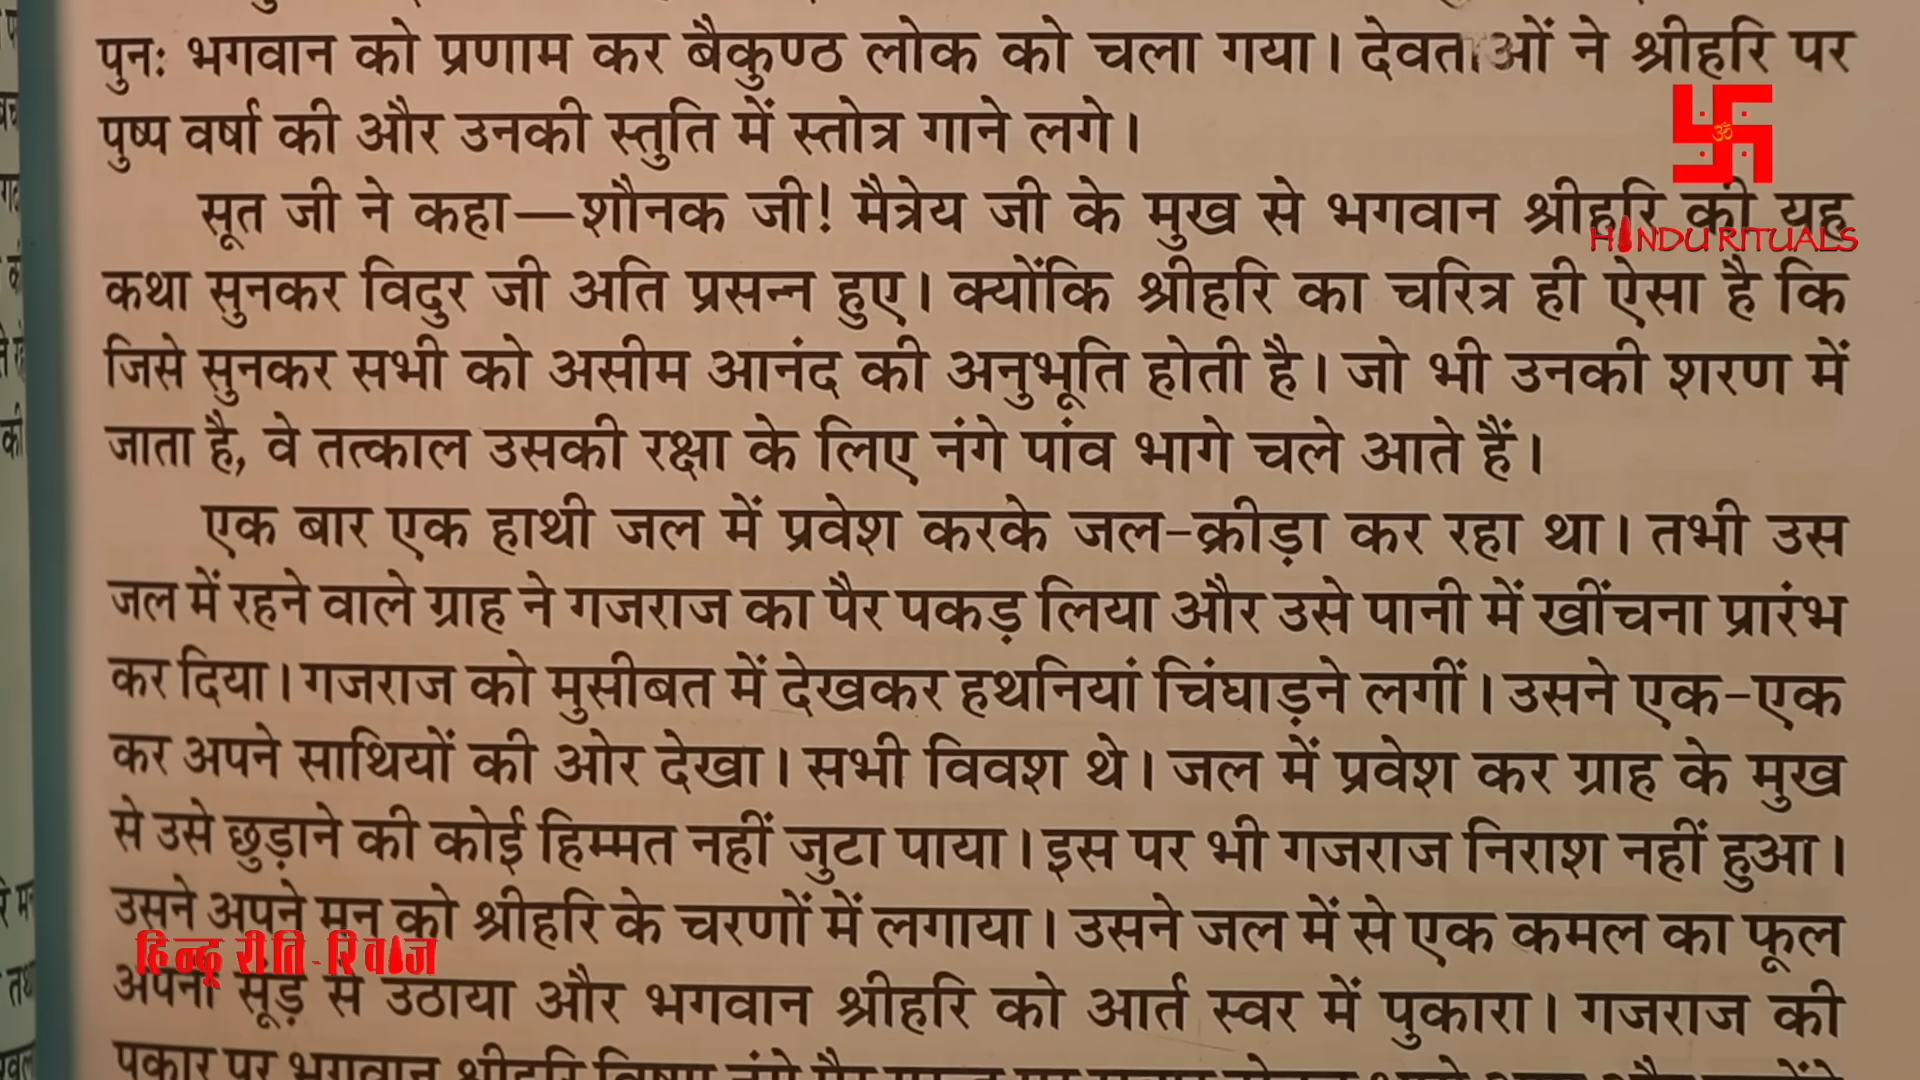 पुनः भगवान को प्रणाम कर बैकुण्ठ लोक को चला गया। देवताओं ने श्रीहरि पर
पुष्प वर्षा की और उनकी स्तुति में स्तोत्र गाने लगे।
सूत जी ने कहा—शौनक जी! मैत्रेय जी के मुख से भगवान श्रीहरि की यह
HINDU RITUALS
कथा सुनकर विदुर जी अति प्रसन्न हुए। क्योंकि श्रीहरि का चरित्र ही ऐसा है कि
जिसे सुनकर सभी को असीम आनंद की अनुभूति होती है। जो भी उनकी शरण में
जाता है, वे तत्काल उसकी रक्षा के लिए नंगे पांव भागे चले आते हैं।
एक बार एक हाथी जल में प्रवेश करके जल-क्रीड़ा कर रहा था। तभी उस
जल में रहने वाले ग्राह ने गजराज का पैर पकड़ लिया और उसे पानी में खींचना प्रारंभ
कर दिया। गजराज को मुसीबत में देखकर हथनियां चिंघाड़ने लगीं। उसने एक-एक
कर अपने साथियों की ओर देखा। सभी विवश थे। जल में प्रवेश कर ग्राह के मुख
से उसे छुड़ाने की कोई हिम्मत नहीं जुटा पाया। इस पर भी गजराज निराश नहीं हुआ।
उसने अपने मन को श्रीहरि के चरणों में लगाया। उसने जल में से एक कमल का फूल
हिन्दू रीति-रिवाज
अपनी सूंड़ से उठाया और भगवान श्रीहरि को आर्त स्वर में पुकारा। गजराज की
पुकार पर भगवान श्रीहरि विष्णु नंगे पैर